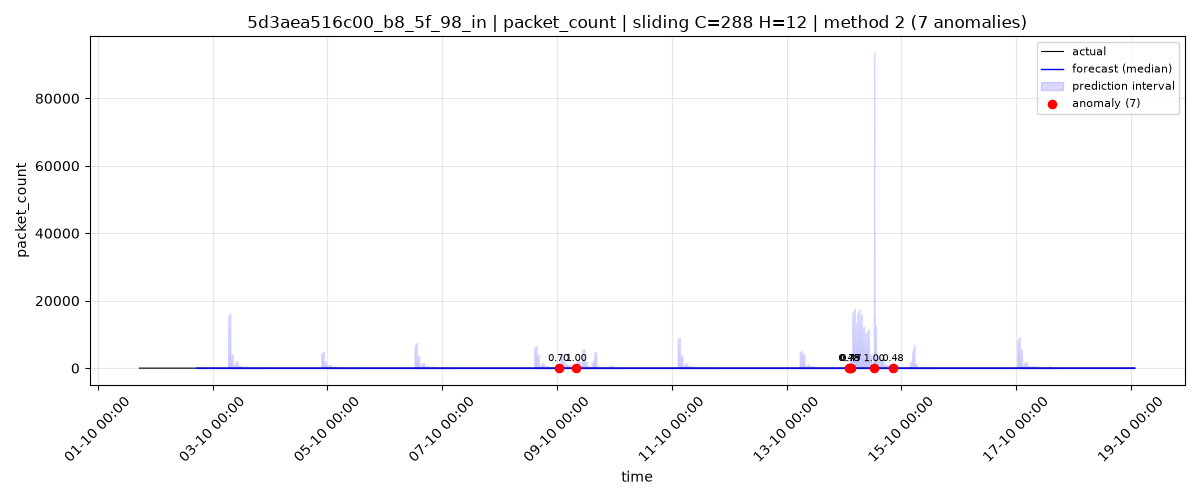 5d3aea516c00_b8_5f_98_in | packet_count | sliding C=288 H=12 | method 2 (7 anomalies)
actual
forecast (median)
prediction interval
anomaly (7)
packet_count
80000
60000
40000
20000
0
0.70 1.00
1.00 0.48
01-10 00:00
03-10 00:00
05-10 00:00
07-10 00:00
09-10 00:00
11-10 00:00
13-10 00:00
15-10 00:00
17-10 00:00
19-10 00:00
time